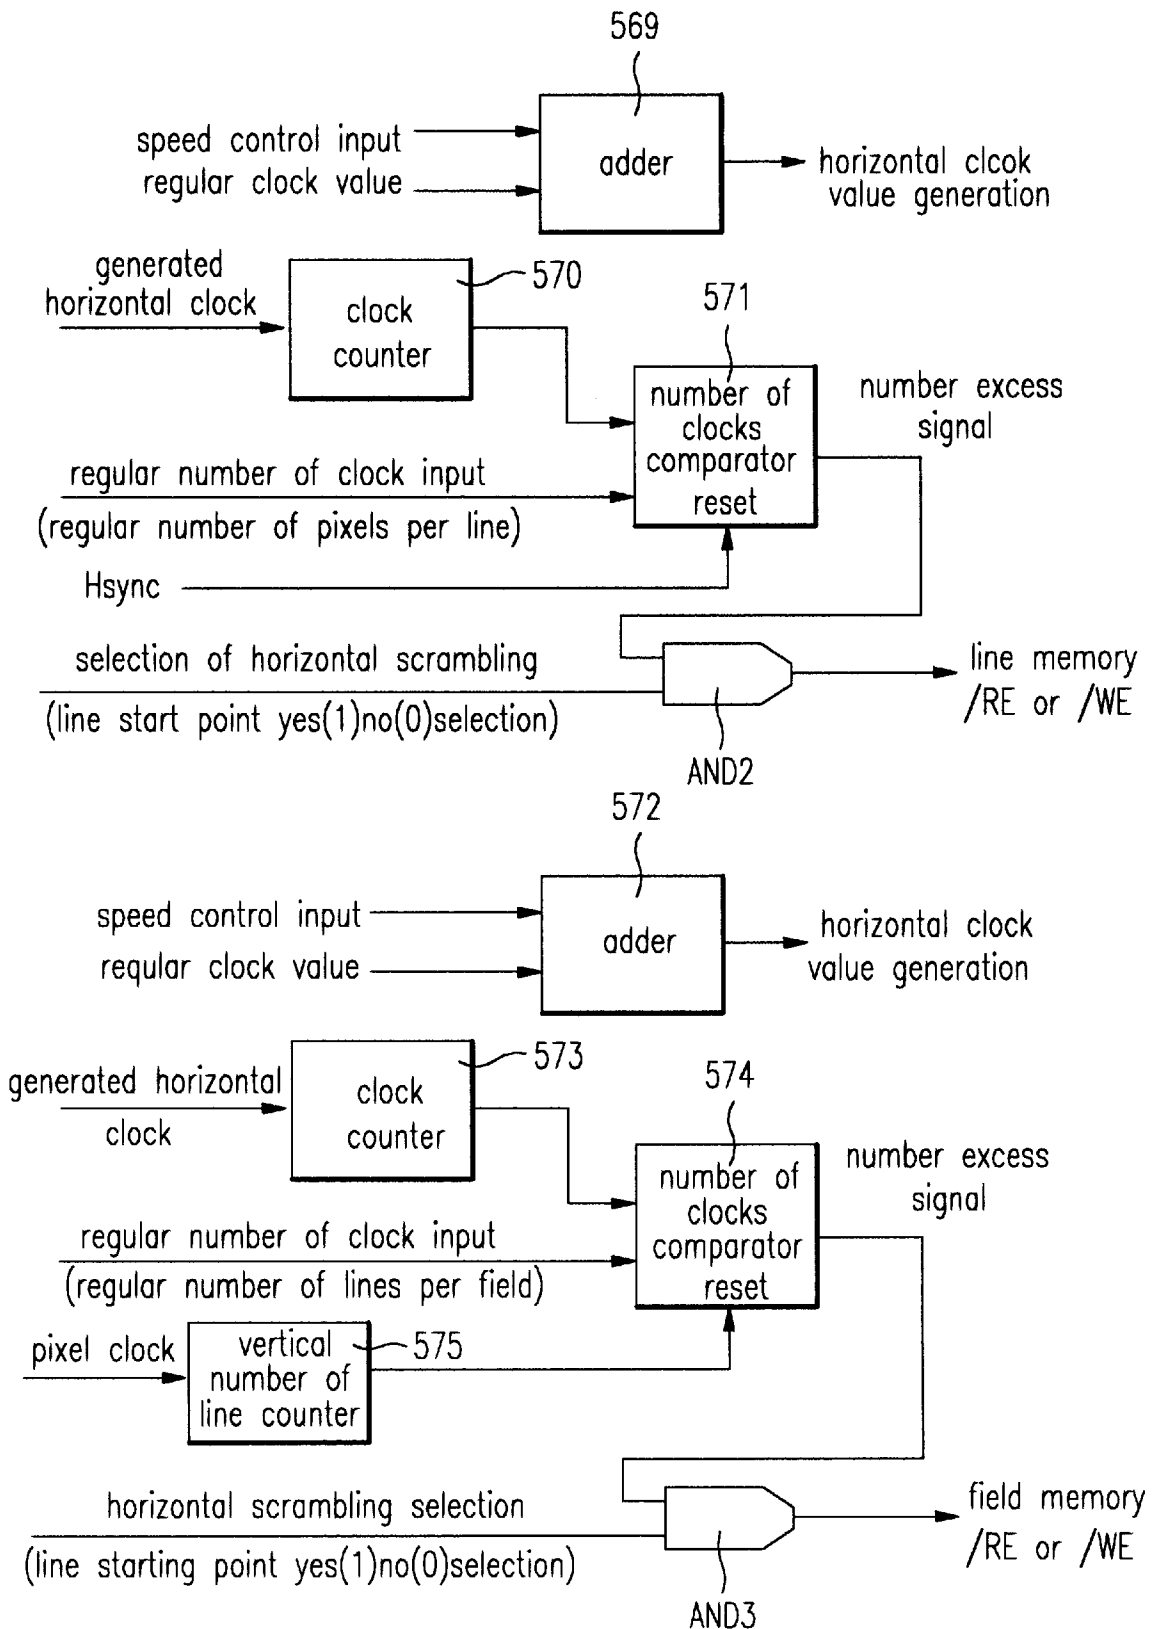 569
speed control input
regular clock value
adder
horizontal clcok
value generation
generated
horizontal clock
clock
counter
570
571
number of
clocks
comparator
reset
number excess
signal
regular number of clock input
(regular number of pixels per line)
Hsync
selection of horizontal scrambling
(line start point yes(1)no(0)selection)
line memory
/RE or /WE
AND2
572
speed control input
reqular clock value
adder
horizontal clock
value generation
generated horizontal
clock
clock
counter
573
574
number of
clocks
comparator
reset
number excess
signal
regular number of clock input
(regular number of lines per field)
pixel clock
vertical
number of
line counter
575
horizontal scrambling selection
(line starting point yes(1)no(0)selection)
field memory
/RE or /WE
AND3